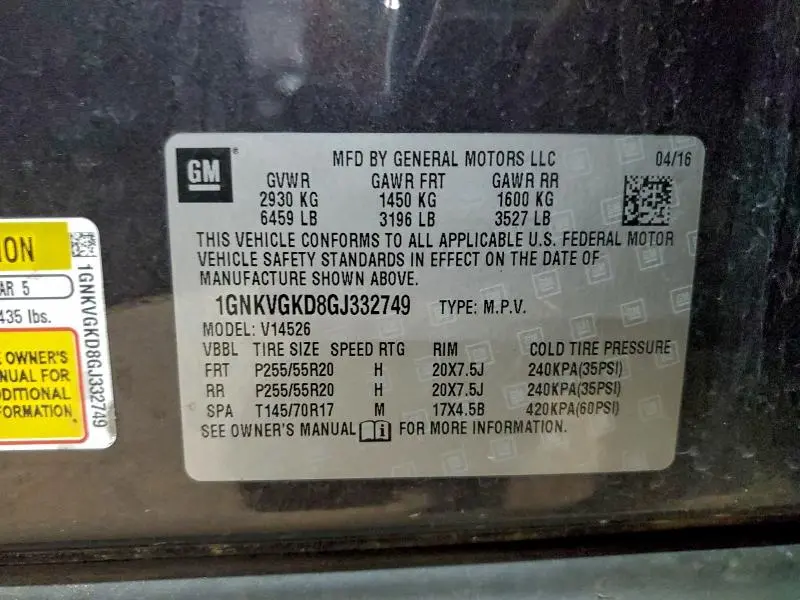 GM
MFD BY GENERAL MOTORS LLC 04/16
GVWR GAWR FRT GAWR RR
2930 KG 1450 KG 1600 KG
6459 LB 3196 LB 3527 LB
THIS VEHICLE CONFORMS TO ALL APPLICABLE U.S. FEDERAL MOTOR
VEHICLE SAFETY STANDARDS IN EFFECT ON THE DATE OF
MANUFACTURE SHOWN ABOVE.
1GNKVGKD8GJ332749 TYPE: M.P.V.
MODEL: V14526
VBBL TIRE SIZE SPEED RTG RIM COLD TIRE PRESSURE
FRT P255/55R20 H 20X7.5J 240KPA(35PSI)
RR P255/55R20 H 20X7.5J 240KPA(35PSI)
SPA T145/70R17 M 17X4.5B 420KPA(60PSI)
SEE OWNER'S MANUAL FOR MORE INFORMATION.
ION
AR 5
435 lbs.
E OWNER'S
NUAL FOR
DDITIONAL
FORMATION
1GNKVGKD8GJ332749